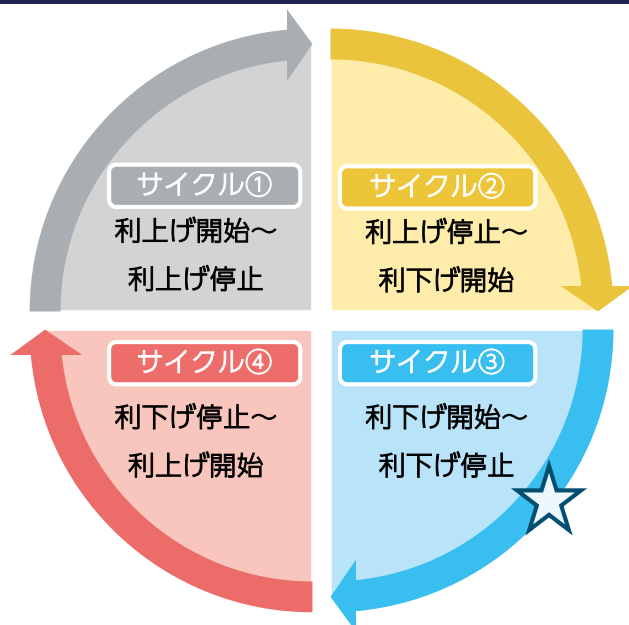 サイクル①
利上げ開始～
利上げ停止
サイクル②
利上げ停止～
利下げ開始
サイクル④
利下げ停止～
利上げ開始
サイクル③
利下げ開始～
利下げ停止